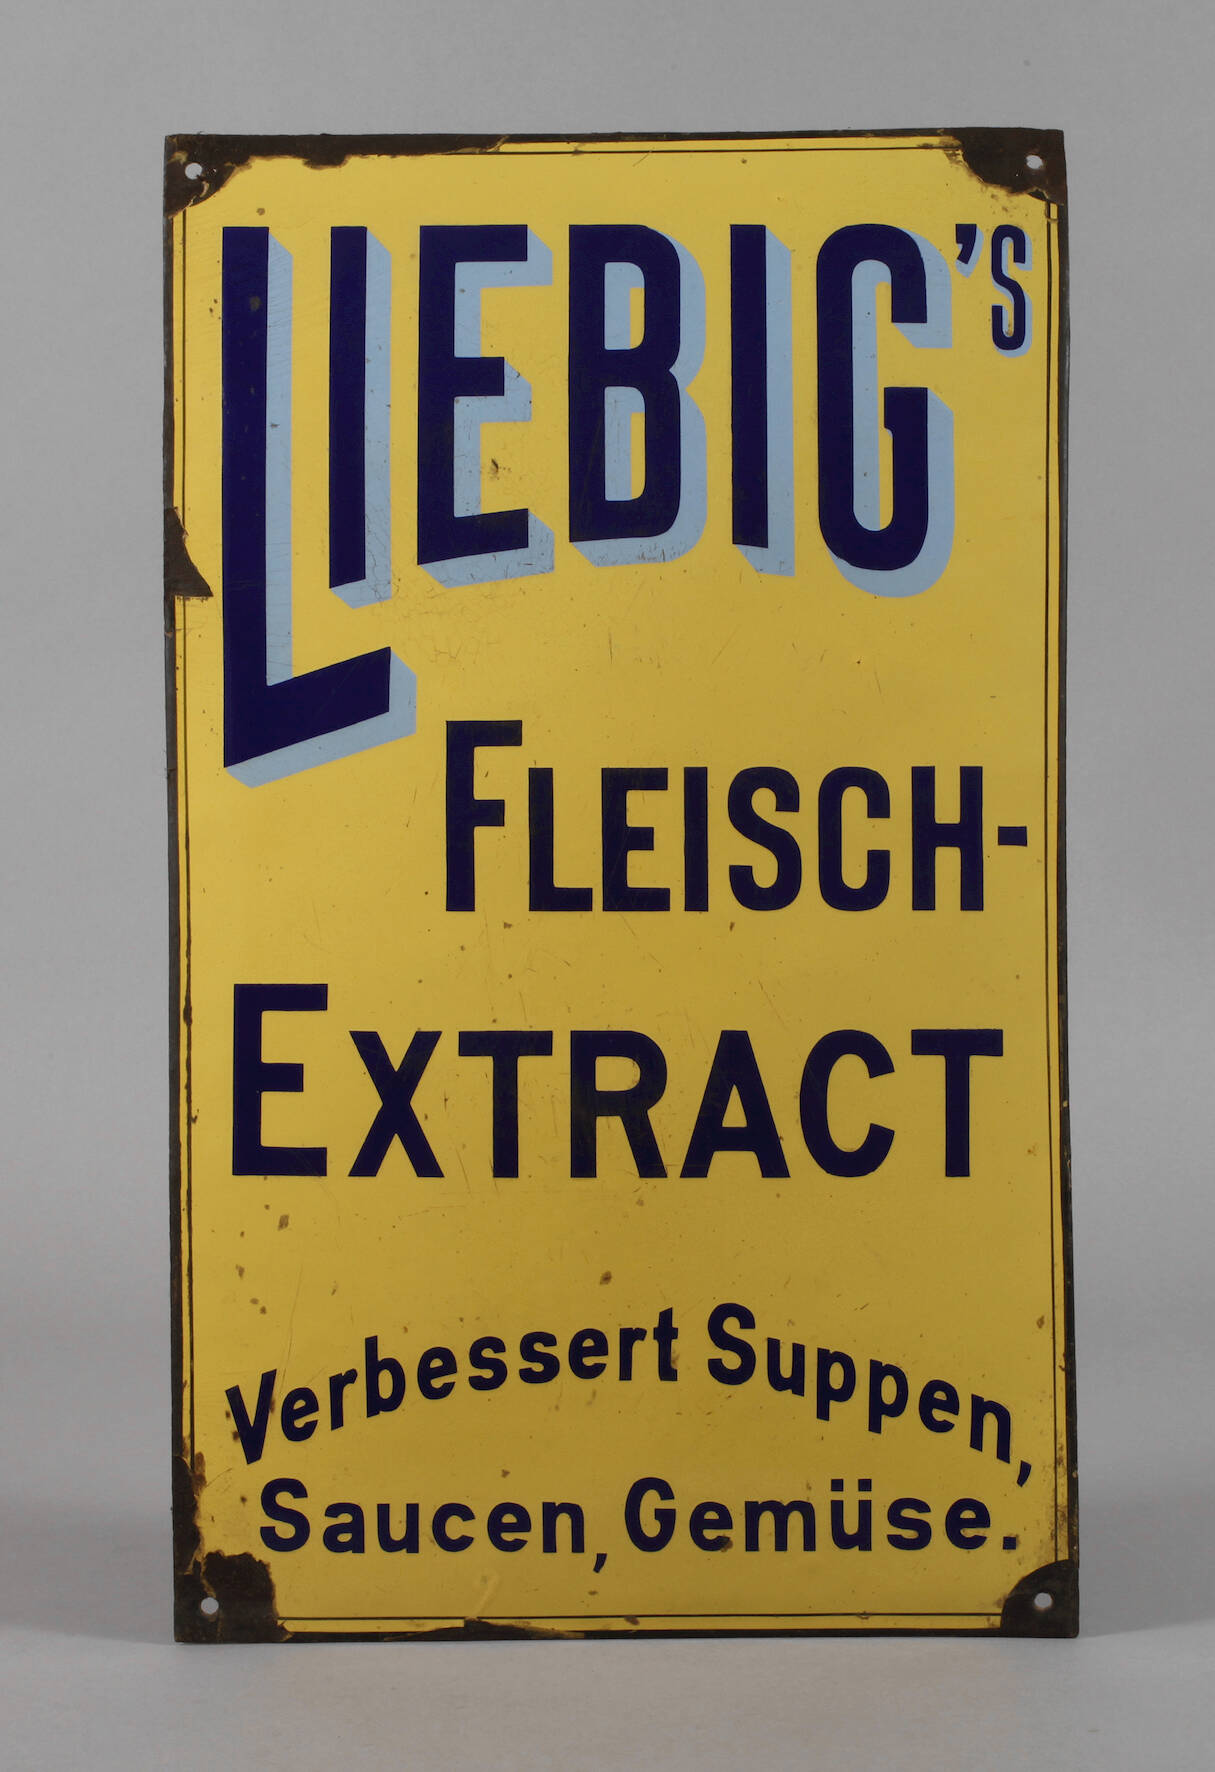 LIEBIG'S
FLEISCH-
EXTRACT
Verbessert Suppen,
Saucen, Gemüse.